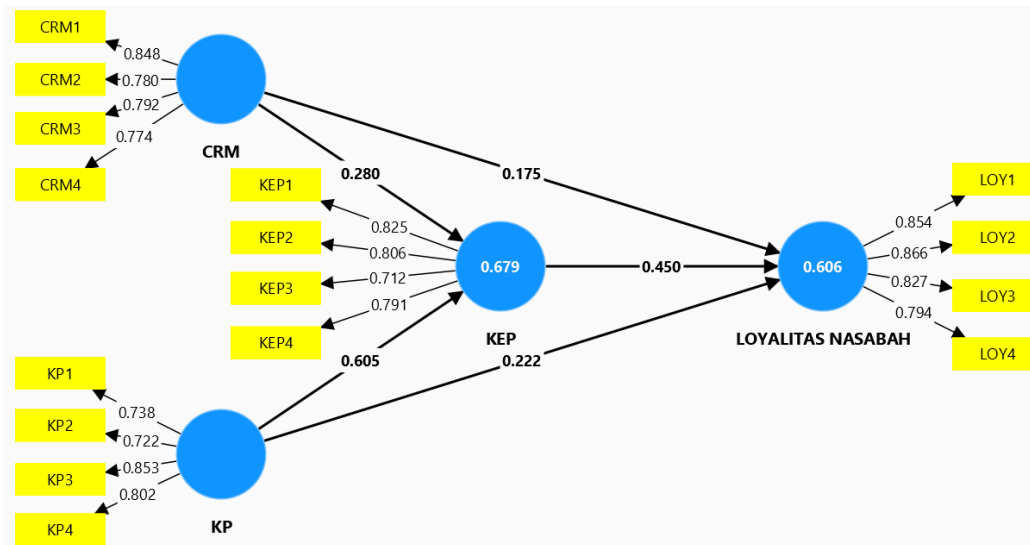 CRM1
0.848
CRM2
0.780
CRM3
0.792
CRM4
0.774
CRM
0.280
0.175
KEP1
0.825
KEP2
0.806
KEP3
0.712
KEP4
0.791
0.679
KEP
0.450
0.605
0.222
LOY1
0.854
LOY2
0.866
LOY3
0.827
LOY4
0.794
0.606
LOYALITAS NASABAH
KP1
0.738
KP2
0.722
KP3
0.853
KP4
0.802
KP